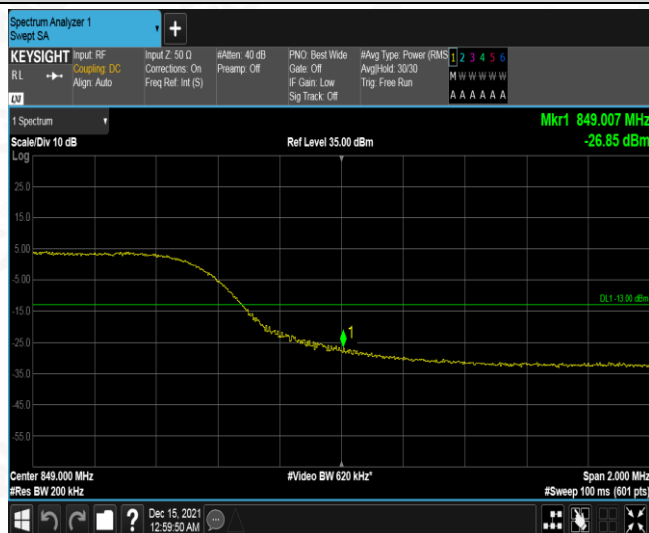 Spectrum Analyzer 1
Swept SA
+
KEYSIGHT
RL
LXI
Input: RF
Coupling: DC
Align: Auto
Input Z: 50 Ω
Corrections: On
Freq Ref: Int (S)
#Atten: 40 dB
Preamp: Off
PNO: Best Wide
Gate: Off
IF Gain: Low
Sig Track: Off
#Avg Type: Power (RMS
Avg|Hold: 30/30
Trig: Free Run
1 2 3 4 5 6
M W W W W W
A A A A A A
1 Spectrum
Scale/Div 10 dB
Ref Level 35.00 dBm
Mkr1 849.007 MHz
-26.85 dBm
Log
25.0
15.0
5.00
-5.00
DL1 -13.00 dBm
-15.0
1
-25.0
-35.0
-45.0
-55.0
Center 849.000 MHz
#Video BW 620 kHz*
Span 2.000 MHz
#Res BW 200 kHz
#Sweep 100 ms (601 pts)
?
Dec 15, 2021
12:59:50 AM